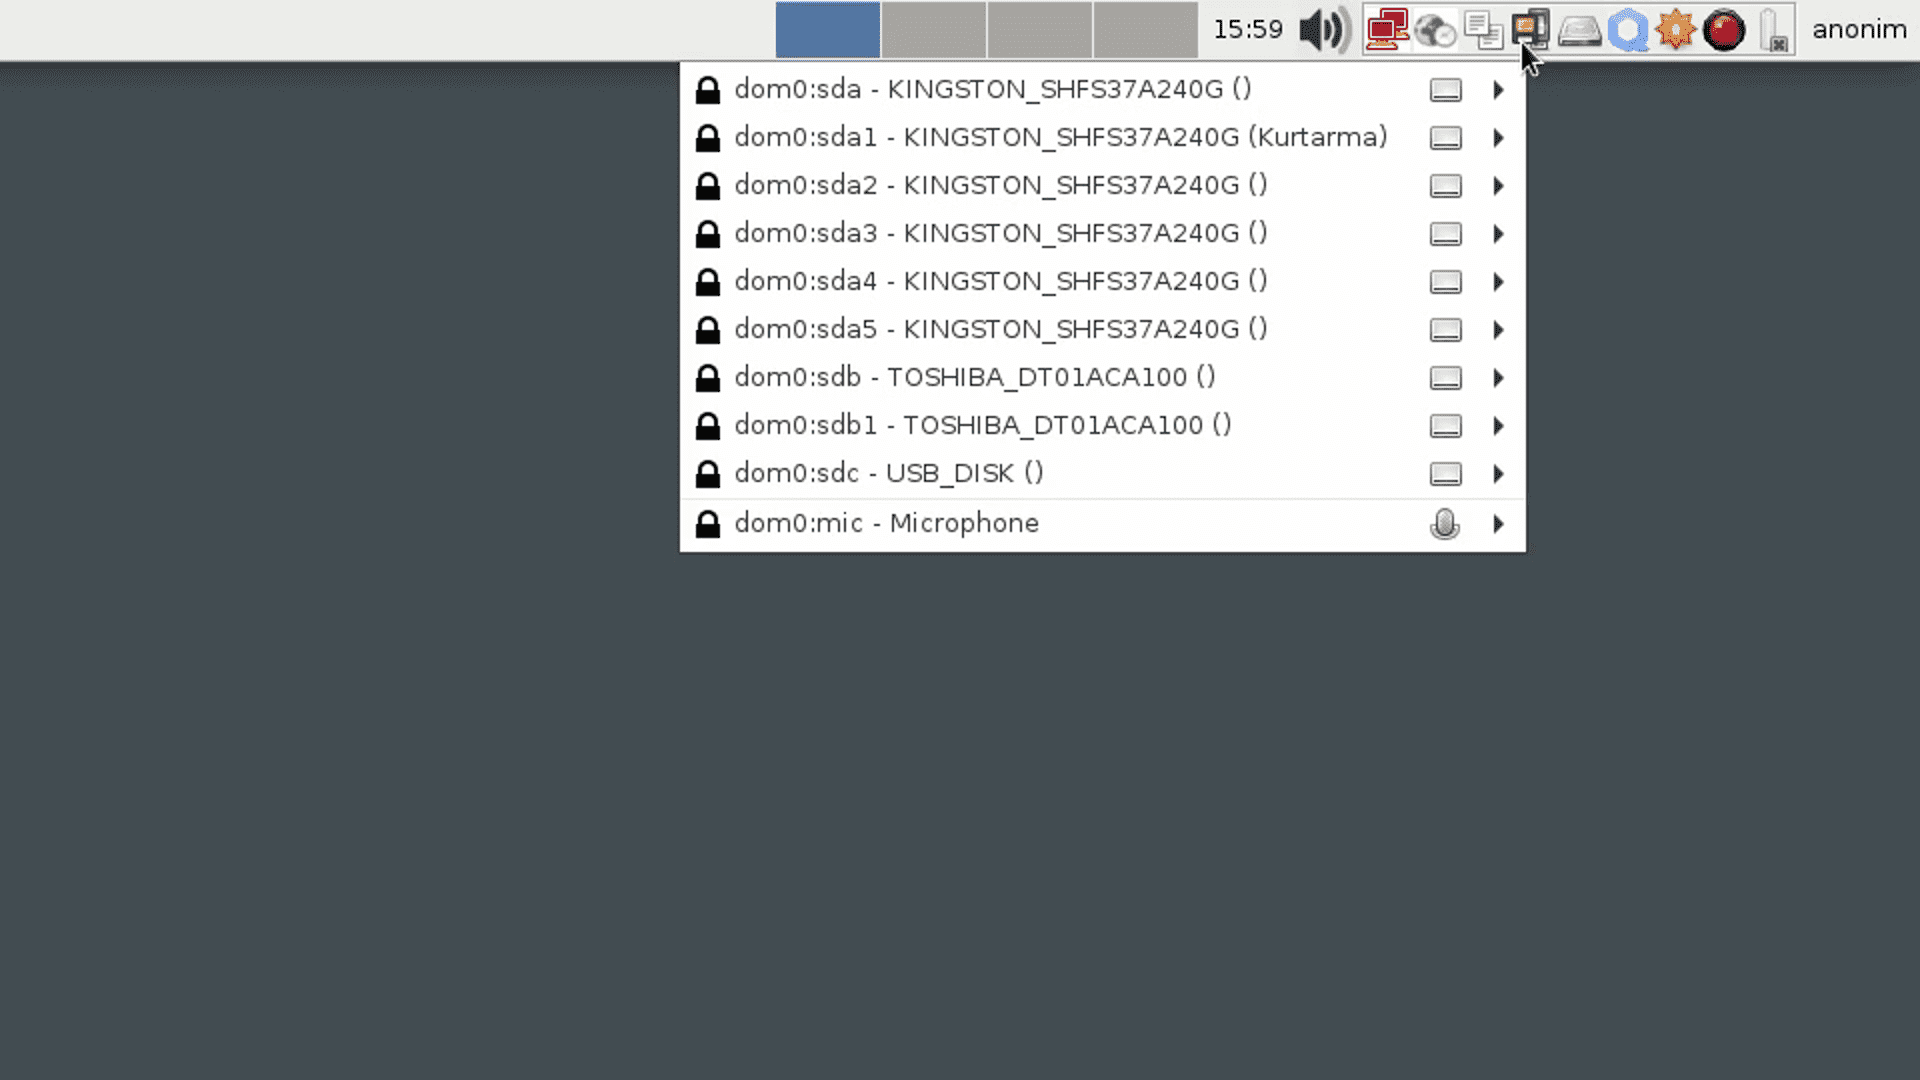 15:59 anonim
dom0:sda - KINGSTON_SHFS37A240G ()
dom0:sda1 - KINGSTON_SHFS37A240G (Kurtarma)
dom0:sda2 - KINGSTON_SHFS37A240G ()
dom0:sda3 - KINGSTON_SHFS37A240G ()
dom0:sda4 - KINGSTON_SHFS37A240G ()
dom0:sda5 - KINGSTON_SHFS37A240G ()
dom0:sdb - TOSHIBA_DT01ACA100 ()
dom0:sdb1 - TOSHIBA_DT01ACA100 ()
dom0:sdc - USB_DISK ()
dom0:mic - Microphone